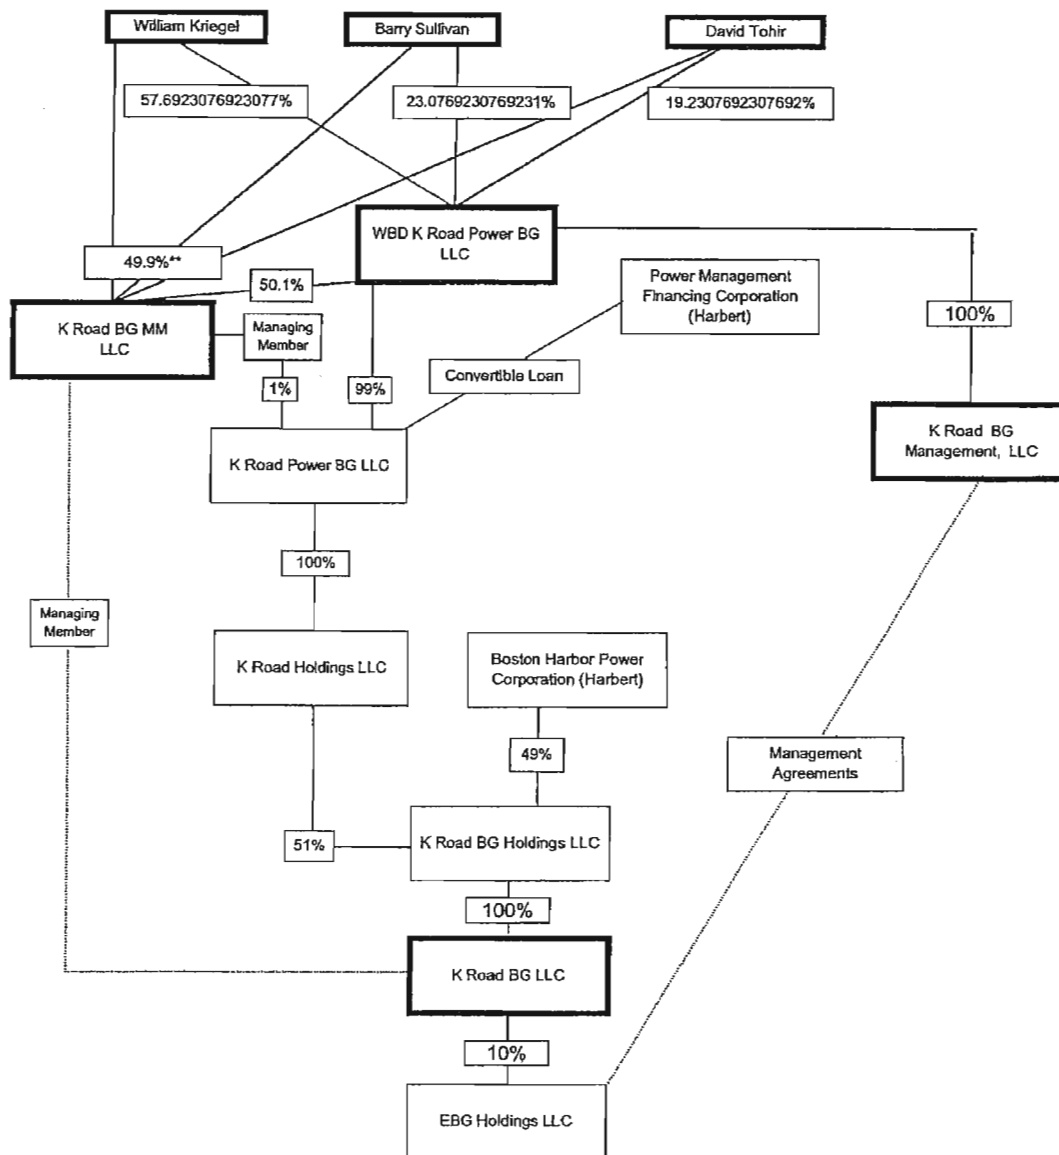 William Kriegel
Barry Sullivan
David Tohir
57.6923076923077%
23.0769230769231%
19.2307692307692%
WBD K Road Power BG
LLC
49.9%**
50.1%
Power Management
Financing Corporation
(Harbert)
100%
K Road BG MM
LLC
Managing
Member
Convertible Loan
1%
99%
K Road BG
Management, LLC
K Road Power BG LLC
100%
Managing
Member
K Road Holdings LLC
Boston Harbor Power
Corporation (Harbert)
49%
Management
Agreements
51%
K Road BG Holdings LLC
100%
K Road BG LLC
10%
EBG Holdings LLC